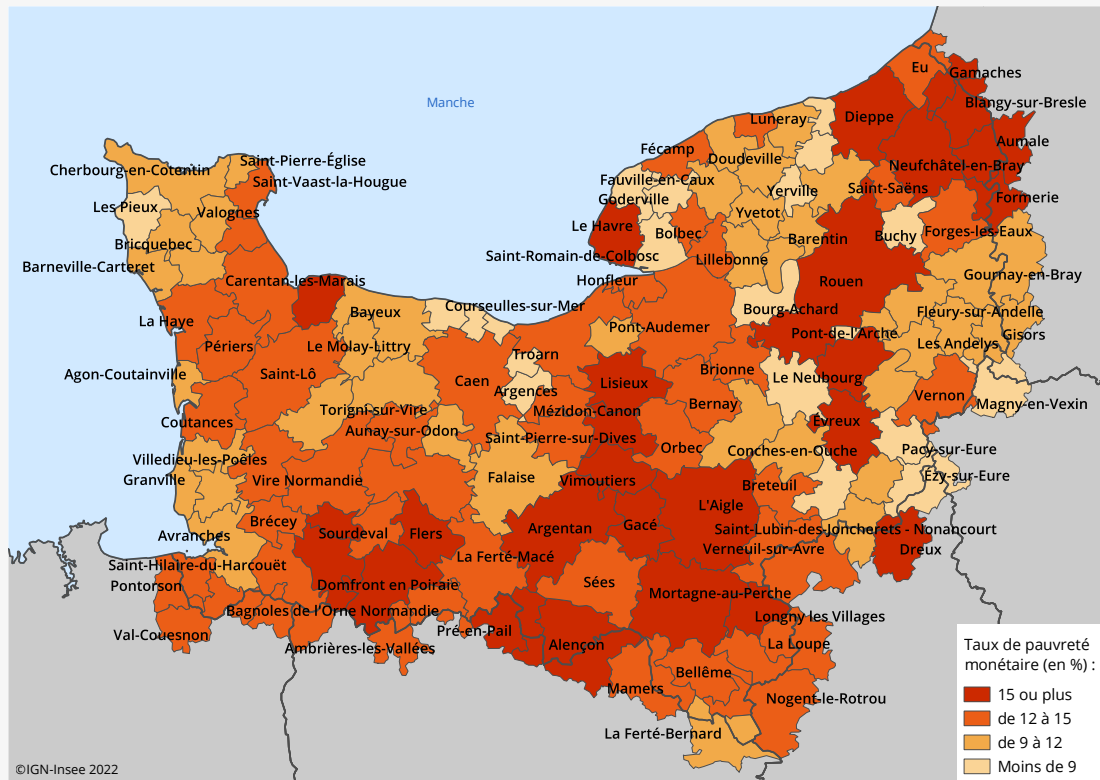 Eu
Gamaches
Manche
Blangy-sur-Bresle
Dieppe
Luneray
Aumale
Fécamp
Doudeville
Saint-Pierre-Église
Neufchâtel-en-Bray
Cherbourg-en-Cotentin
Saint-Vaast-la-Hougue
Fauville-en-Caux
Yerville
Saint-Saëns
Formerie
Goderville
Les Pieux
Valognes
Yvetot
Le Havre
Bolbec
Barentin
Buchy
Forges-les-Eaux
Bricquebec
Saint-Romain-de-Colbosc
Lillebonne
Barneville-Carteret
Gournay-en-Bray
Carentan-les-Marais
Honfleur
Rouen
Courseulles-sur-Mer
Bourg-Achard
Fleury-sur-Andelle
Bayeux
La Haye
Pont-Audemer
Pont-de-l'Arche
Gisors
Périers
Le Molay-Littry
Les Andelys
Troarn
Agon-Coutainville
Saint-Lô
Caen
Lisieux
Brionne
Le Neubourg
Argences
Vernon
Magny-en-Vexin
Torigni-sur-Vire
Mézidon-Canon
Bernay
Coutances
Aunay-sur-Odon
Évreux
Saint-Pierre-sur-Dives
Orbec
Conches-en-Ouche
Pacy-sur-Eure
Villedieu-les-Poêles
Granville
Vire Normandie
Falaise
Vimoutiers
Breteuil
Ézy-sur-Eure
L'Aigle
Brécey
Sourdeval
Flers
Argentan
Gacé
Saint-Lubin-des-Joncherets - Nonancourt
Avranches
La Ferté-Macé
Verneuil-sur-Avre
Dreux
Saint-Hilaire-du-Harcouët
Pontorson
Domfront en Poiraie
Sées
Mortagne-au-Perche
Bagnoles de l'Orne Normandie
Longny les Villages
Val-Couesnon
Pré-en-Pail
Alençon
La Loupe
Ambrières-les-Vallées
Bellême
Mamers
Nogent-le-Rotrou
La Ferté-Bernard
Taux de pauvreté
monétaire (en %) :
15 ou plus
de 12 à 15
de 9 à 12
Moins de 9
©IGN-Insee 2022